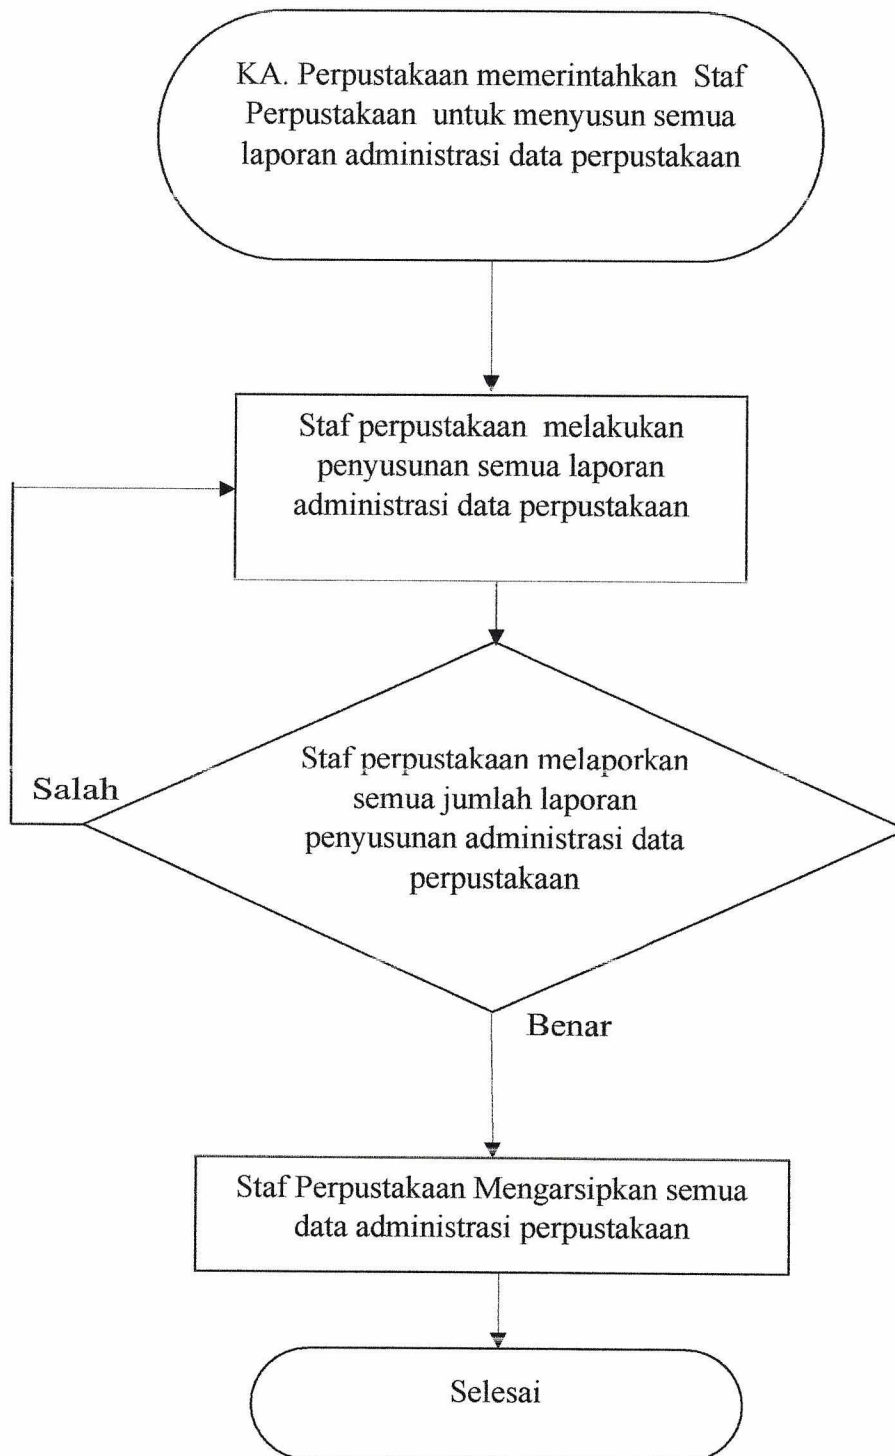 KA. Perpustakaan memerintahkan Staf
Perpustakaan untuk menyusun semua
laporan administrasi data perpustakaan
Staf perpustakaan melakukan
penyusunan semua laporan
administrasi data perpustakaan
Staf perpustakaan melaporkan
semua jumlah laporan
penyusunan administrasi data
perpustakaan
Salah
Benar
Staf Perpustakaan Mengarsipkan semua
data administrasi perpustakaan
Selesai